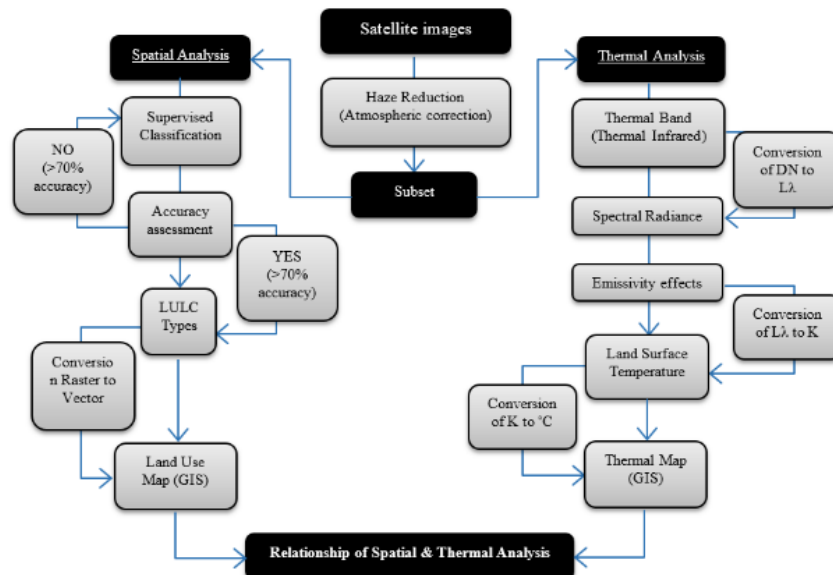 Satellite images
Spatial Analysis
Thermal Analysis
Haze Reduction
(Atmospheric correction)
Subset
Supervised
Classification
NO
(>70%
accuracy)
Accuracy
assessment
YES
(>70%
accuracy)
LULC
Types
Conversio
n Raster to
Vector
Land Use
Map (GIS)
Thermal Band
(Thermal Infrared)
Conversion
of DN to
Lλ
Spectral Radiance
Emissivity effects
Conversion
of Lλ to K
Land Surface
Temperature
Conversion
of K to °C
Thermal Map
(GIS)
Relationship of Spatial & Thermal Analysis